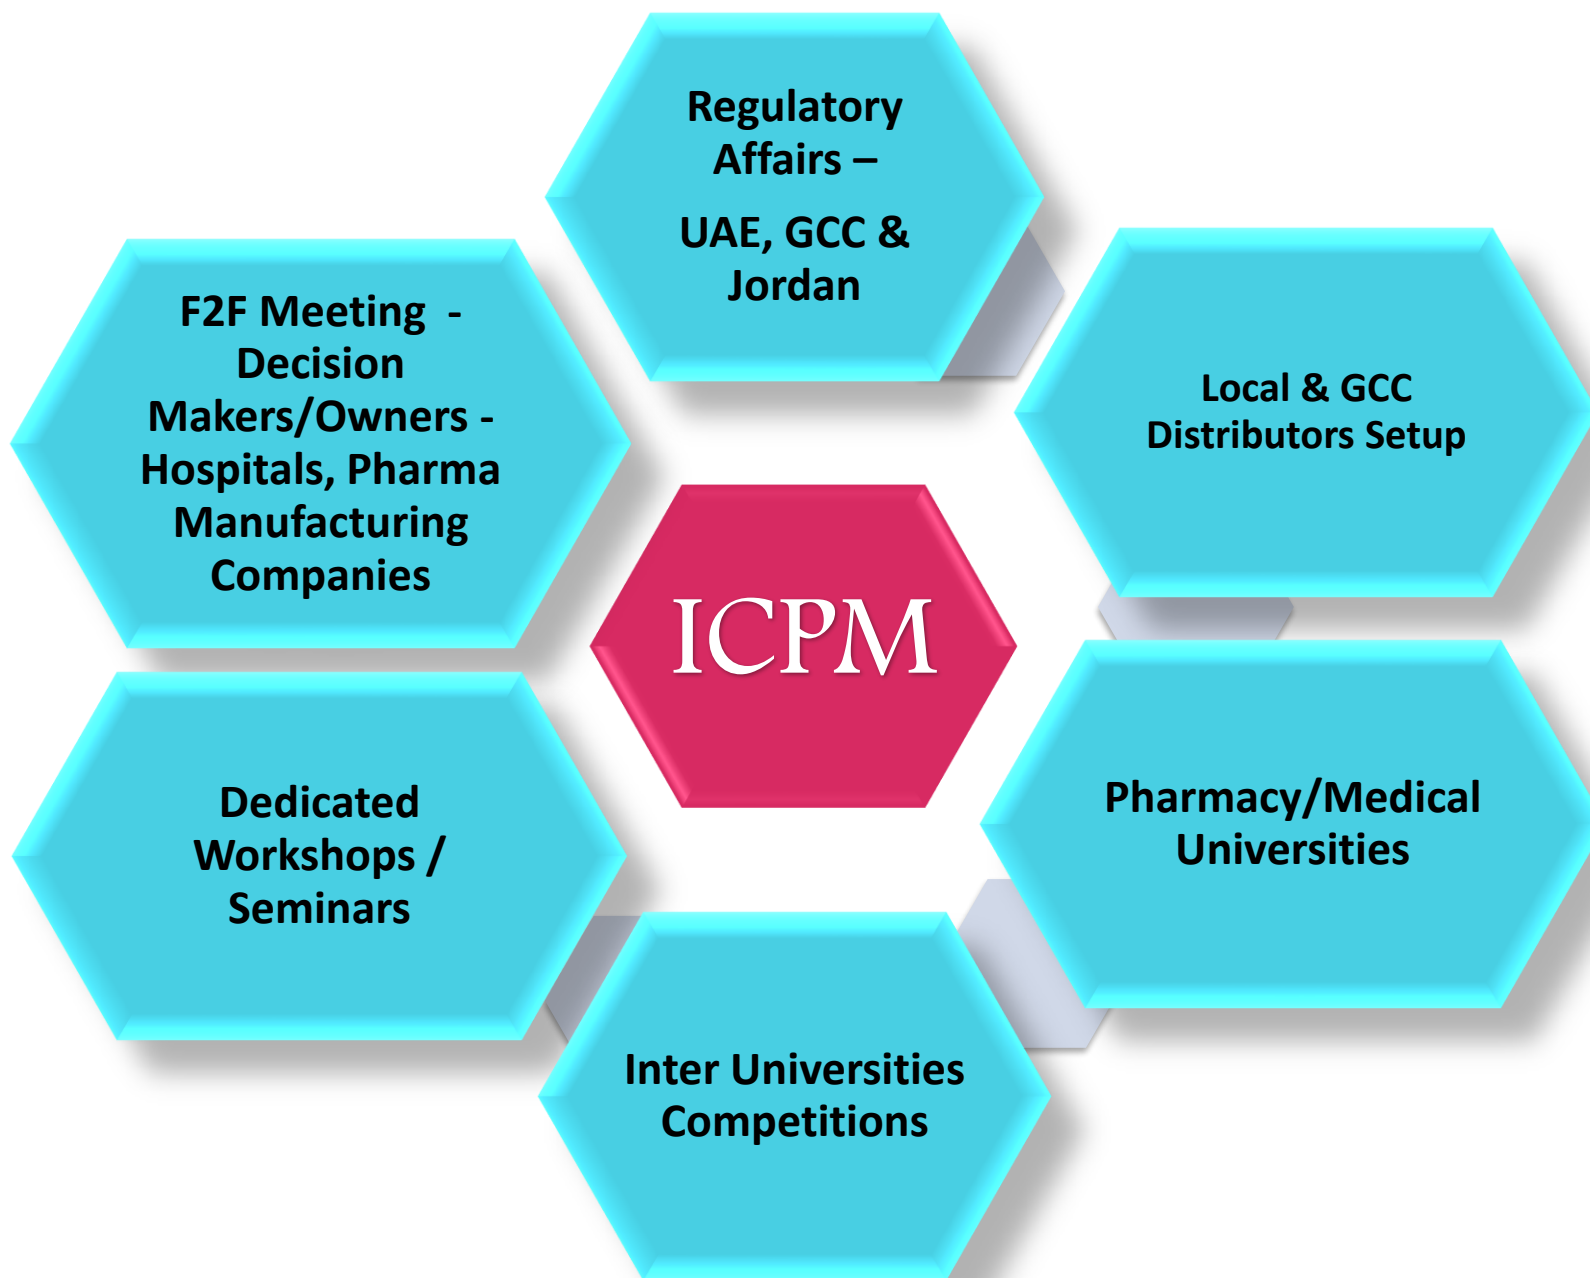 Regulatory
Affairs –
UAE, GCC &
Jordan
F2F Meeting  -
Decision
Makers/Owners -
Hospitals, Pharma
Manufacturing
Companies
Local & GCC
Distributors Setup
ICPM
Dedicated
Workshops /
Seminars
Pharmacy/Medical
Universities
Inter Universities
Competitions